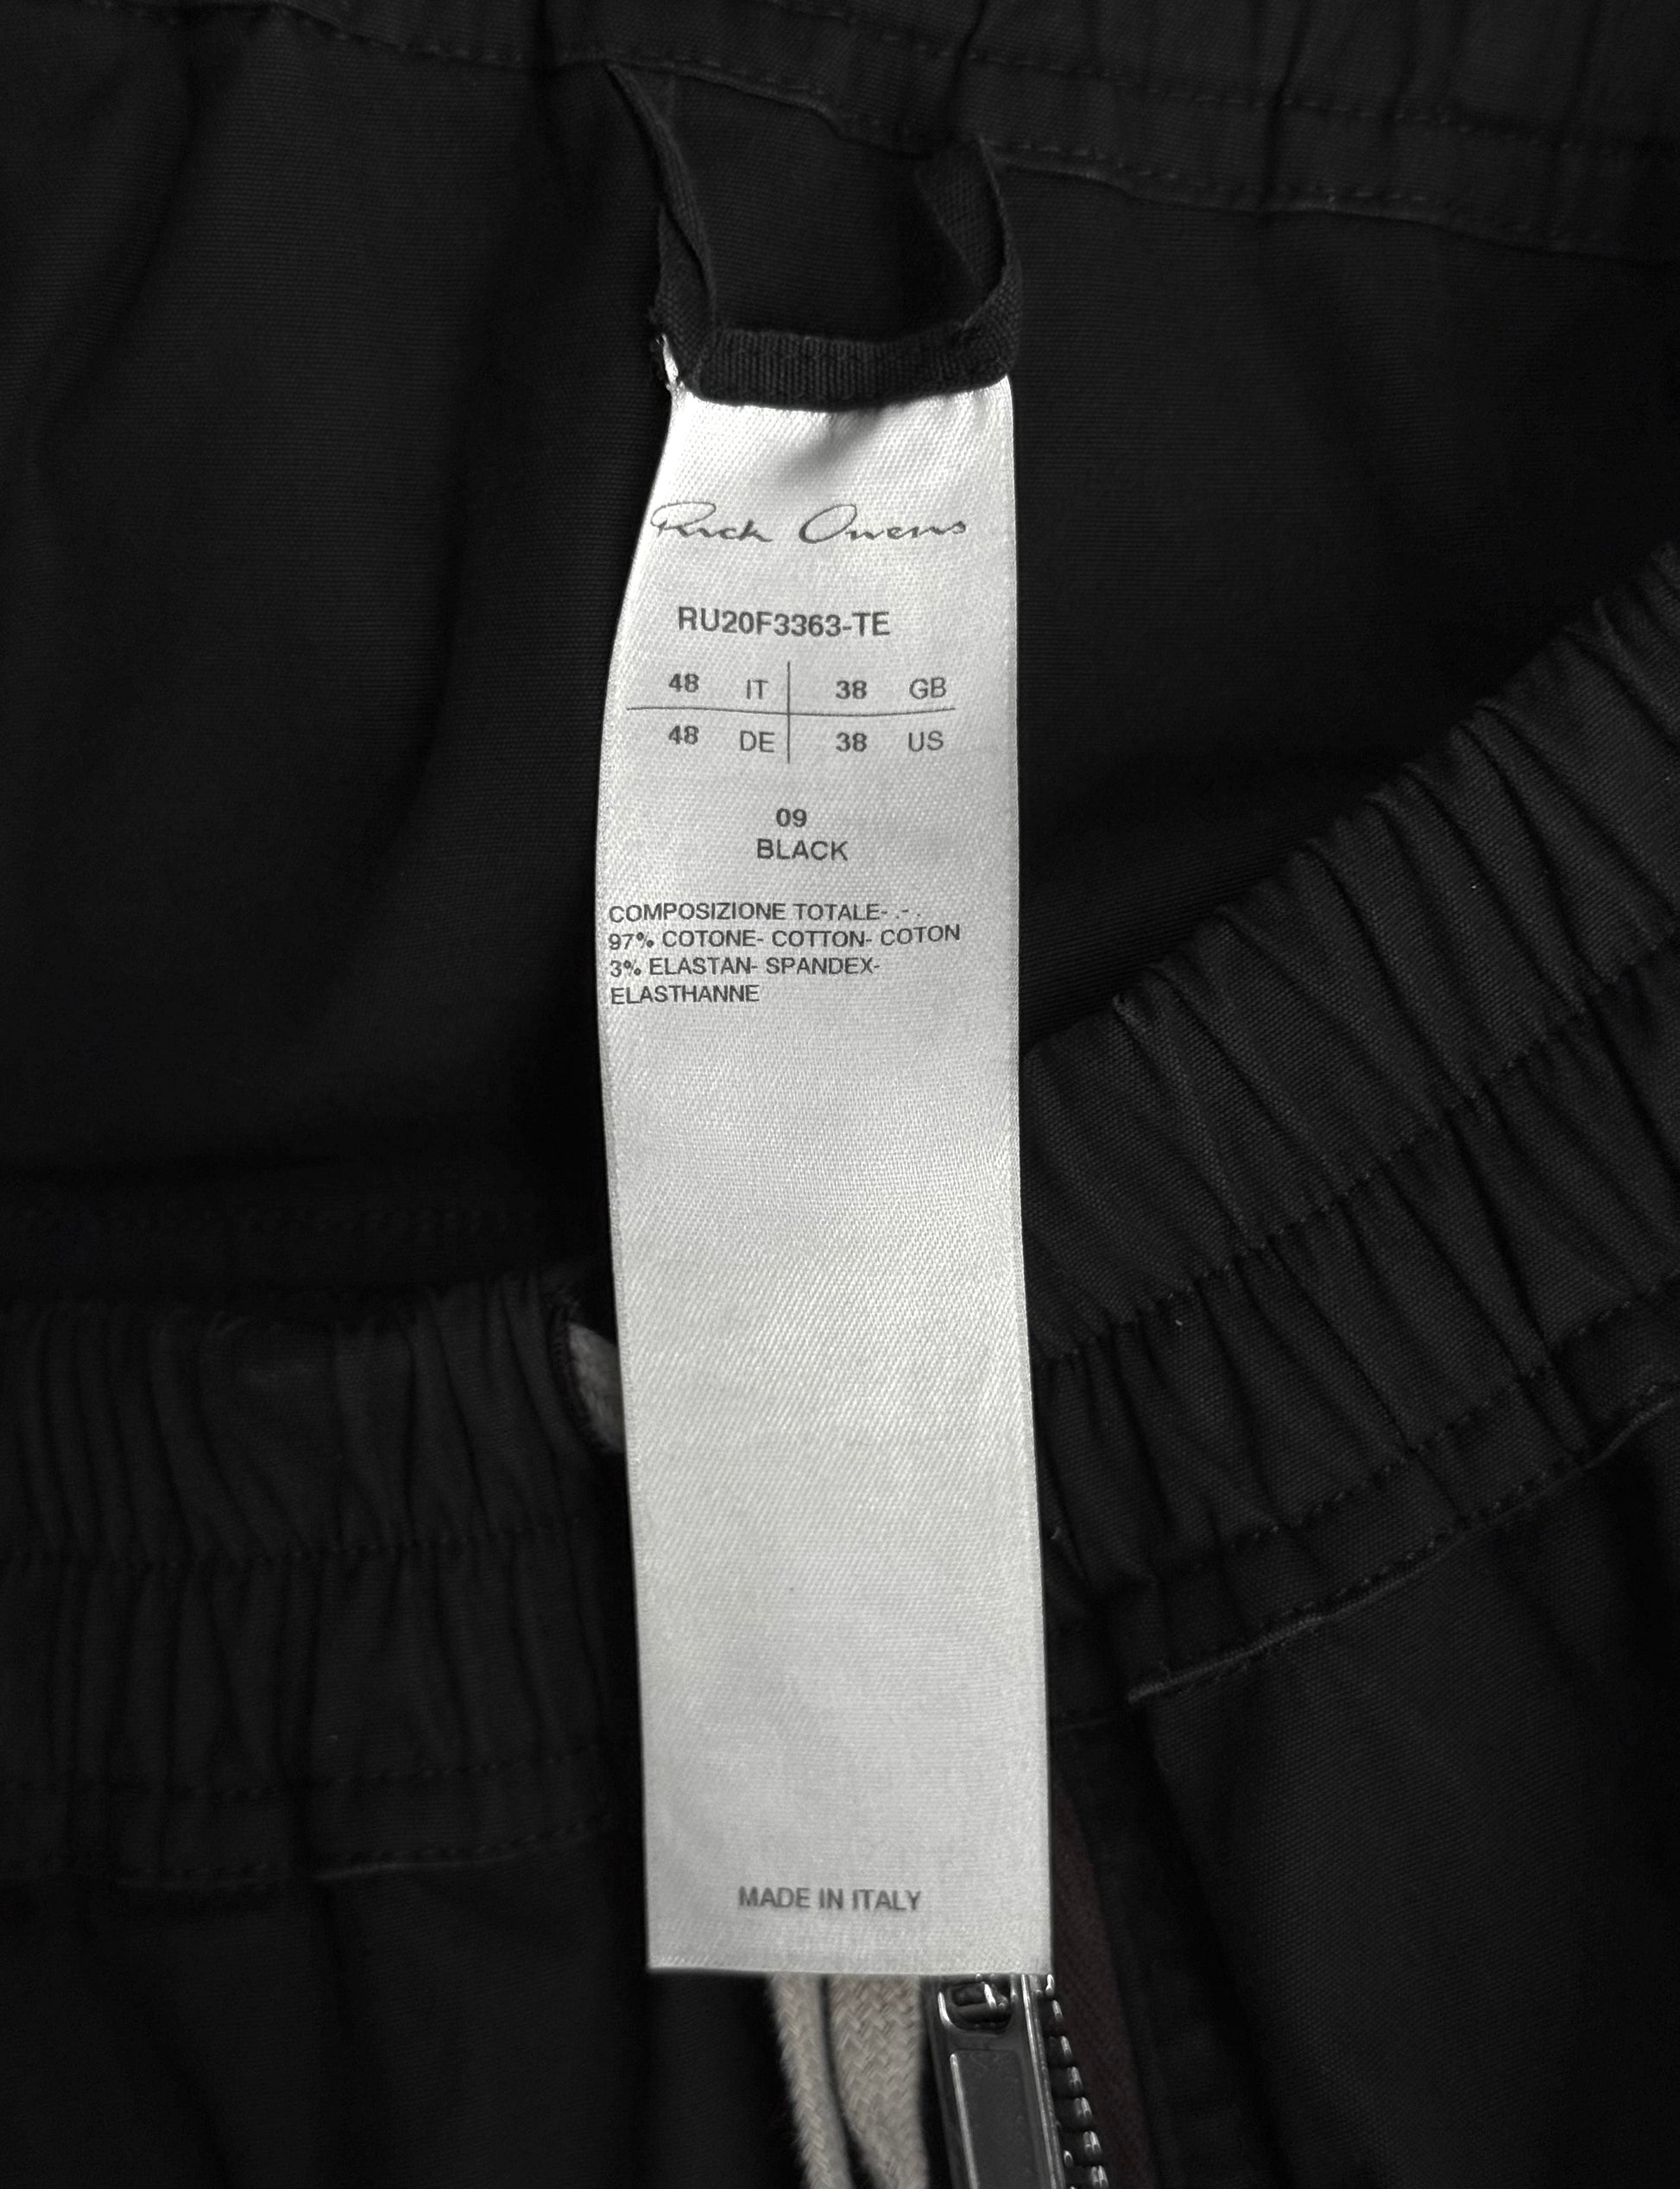 Rick Owens
RU20F3363-TE
48 IT 38 GB
48 DE 38 US
09
BLACK
COMPOSIZIONE TOTALE- .- .
97% COTONE- COTTON- COTON
3% ELASTAN- SPANDEX-
ELASTHANNE
MADE IN ITALY